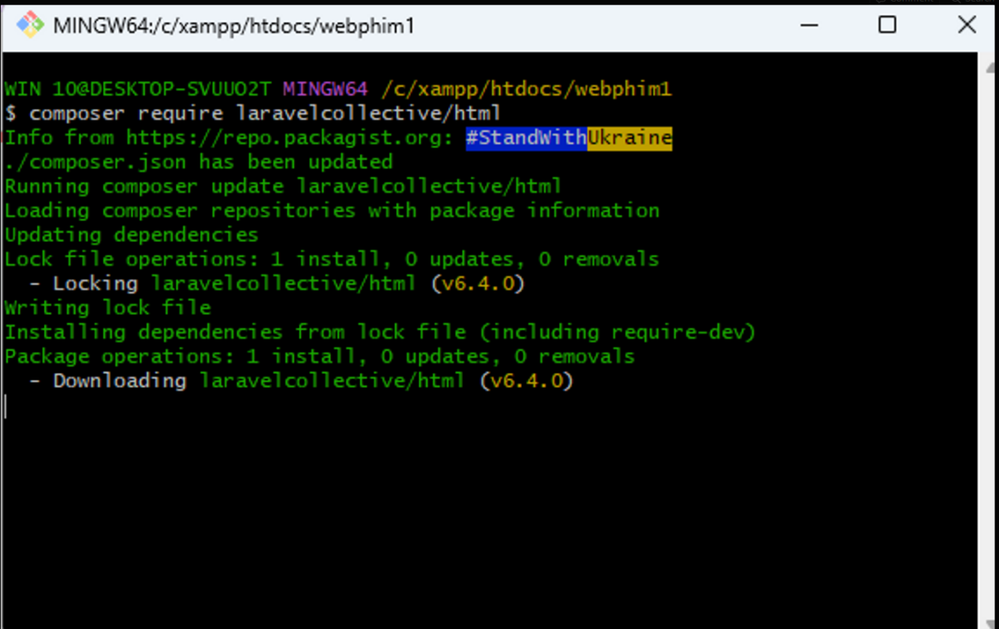 MINGW64:/c/xampp/htdocs/webphim1
WIN 10@DESKTOP-SVUUO2T MINGW64 /c/xampp/htdocs/webphim1
$ composer require laravelcollective/html
Info from https://repo.packagist.org: #StandWithUkraine
./composer.json has been updated
Running composer update laravelcollective/html
Loading composer repositories with package information
Updating dependencies
Lock file operations: 1 install, 0 updates, 0 removals
  - Locking laravelcollective/html (v6.4.0)
Writing lock file
Installing dependencies from lock file (including require-dev)
Package operations: 1 install, 0 updates, 0 removals
  - Downloading laravelcollective/html (v6.4.0)